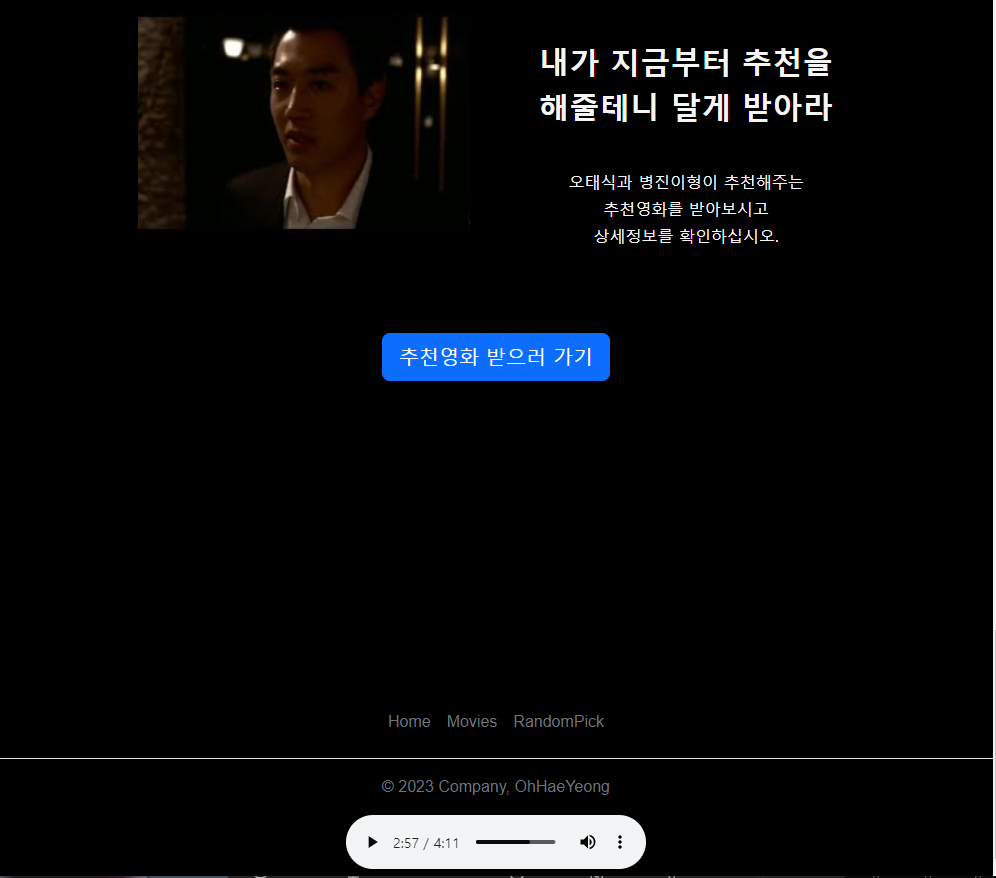 내가 지금부터 추천을
해줄테니 달게 받아라
오태식과 병진이형이 추천해주는
추천영화를 받아보시고
상세정보를 확인하십시오.
추천영화 받으러 가기
Home Movies RandomPick
© 2023 Company, OhHaeYeong
2:57 / 4:11